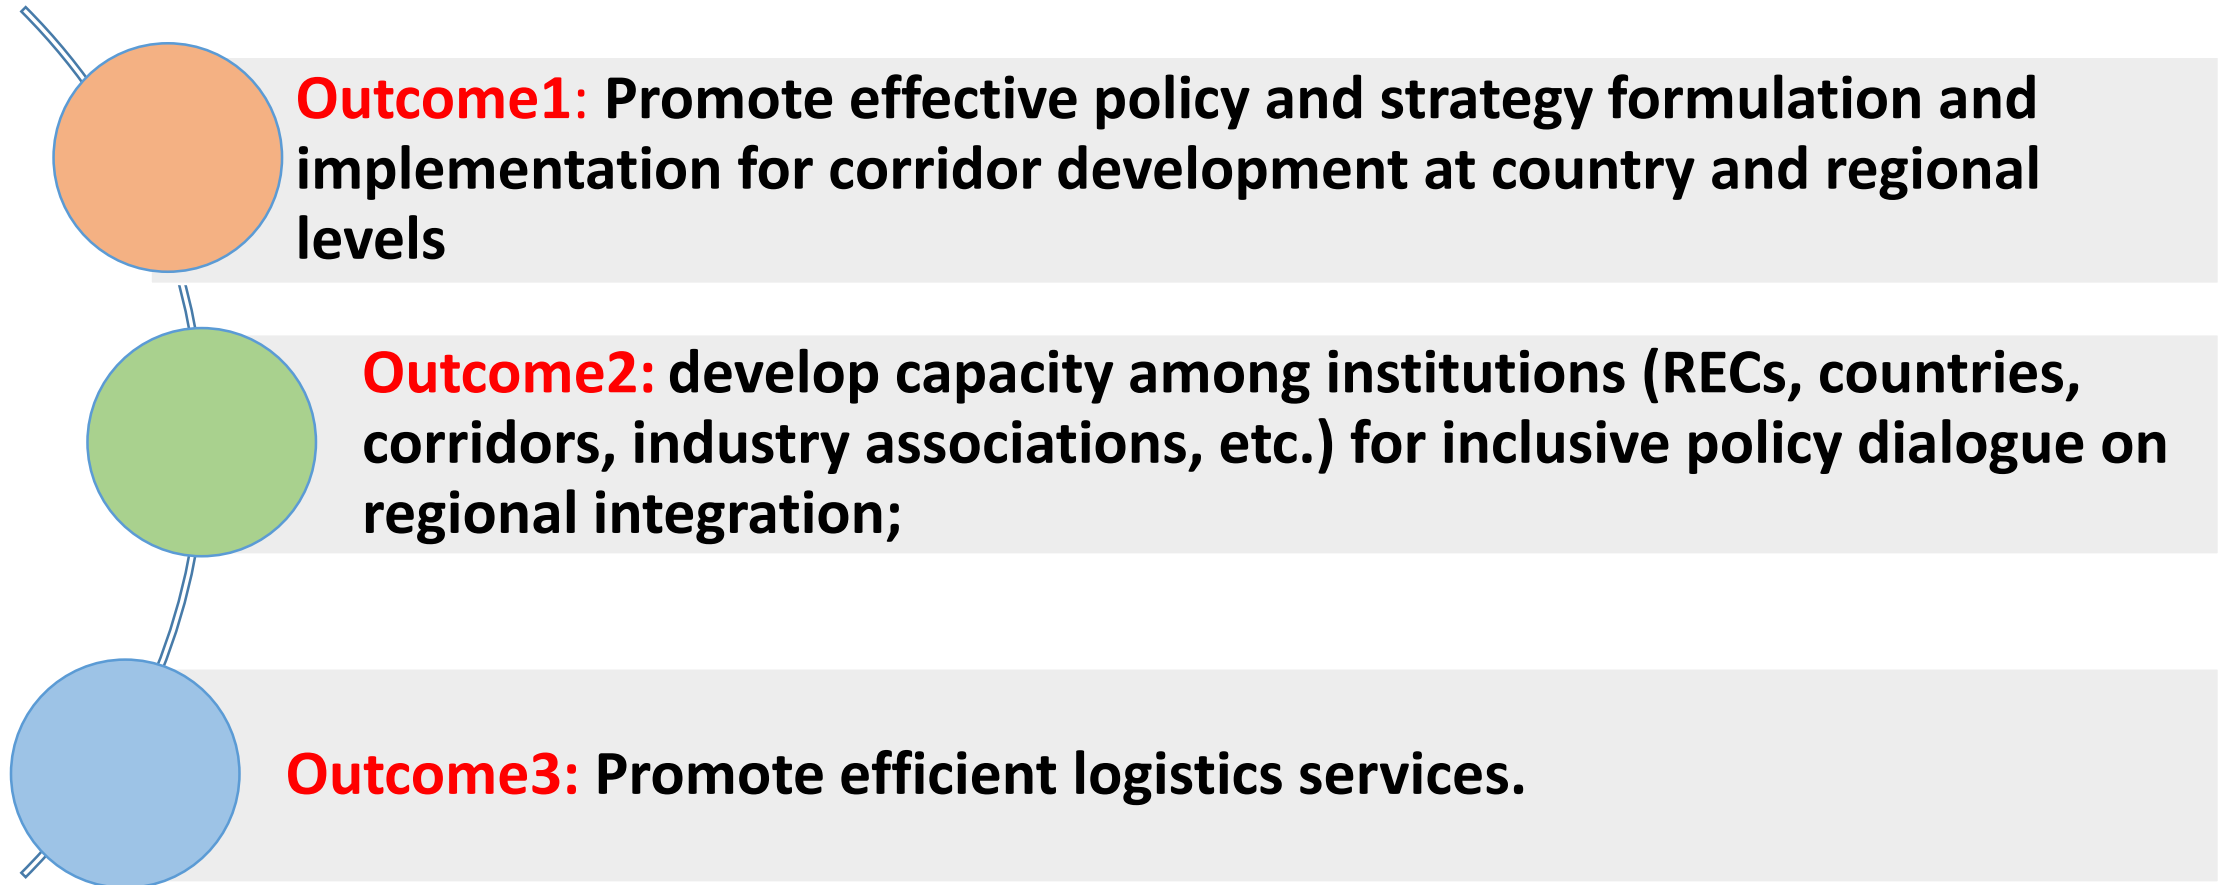 Outcome1: Promote effective policy and strategy formulation and
implementation for corridor development at country and regional
levels
Outcome2: develop capacity among institutions (RECs, countries,
corridors, industry associations, etc.) for inclusive policy dialogue on
regional integration;
Outcome3: Promote efficient logistics services.